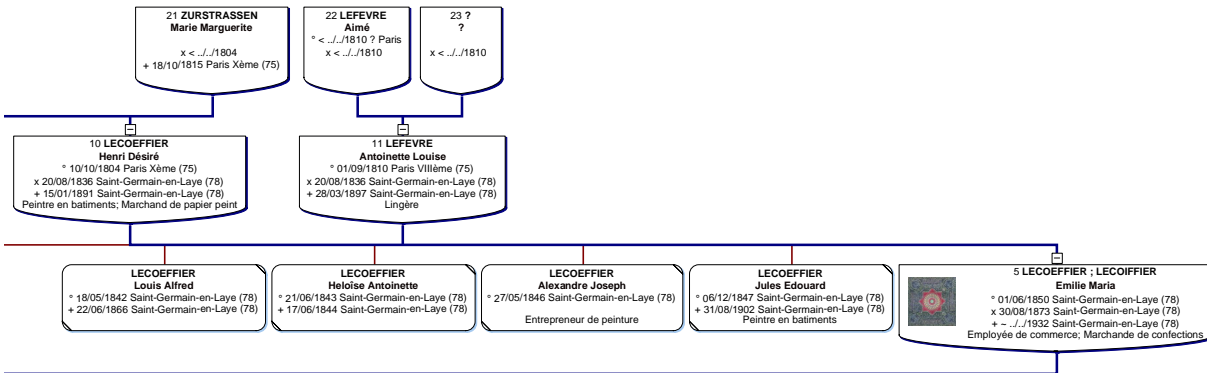 21 ZURSTRASSEN
Marie Marguerite
x < ../../1804
+ 18/10/1815 Paris Xème (75)
22 LEFEVRE
Aimé
° < ../../1810 ? Paris
x < ../../1810
23 ?
?
x < ../../1810
10 LECOEFFIER
Henri Désiré
° 10/10/1804 Paris Xème (75)
x 20/08/1836 Saint-Germain-en-Laye (78)
+ 15/01/1891 Saint-Germain-en-Laye (78)
Peintre en batiments; Marchand de papier peint
11 LEFEVRE
Antoinette Louise
° 01/09/1810 Paris VIIIème (75)
x 20/08/1836 Saint-Germain-en-Laye (78)
+ 28/03/1897 Saint-Germain-en-Laye (78)
Lingère
LECOEFFIER
Louis Alfred
° 18/05/1842 Saint-Germain-en-Laye (78)
+ 22/06/1866 Saint-Germain-en-Laye (78)
LECOEFFIER
Heloîse Antoinette
° 21/06/1843 Saint-Germain-en-Laye (78)
+ 17/06/1844 Saint-Germain-en-Laye (78)
LECOEFFIER
Alexandre Joseph
° 27/05/1846 Saint-Germain-en-Laye (78)
Entrepreneur de peinture
LECOEFFIER
Jules Edouard
° 06/12/1847 Saint-Germain-en-Laye (78)
+ 31/08/1902 Saint-Germain-en-Laye (78)
Peintre en batiments
5 LECOEFFIER ; LECOIFFIER
Emilie Maria
° 01/06/1850 Saint-Germain-en-Laye (78)
x 30/08/1873 Saint-Germain-en-Laye (78)
+ ~ ../../1932 Saint-Germain-en-Laye (78)
Employée de commerce; Marchande de confections